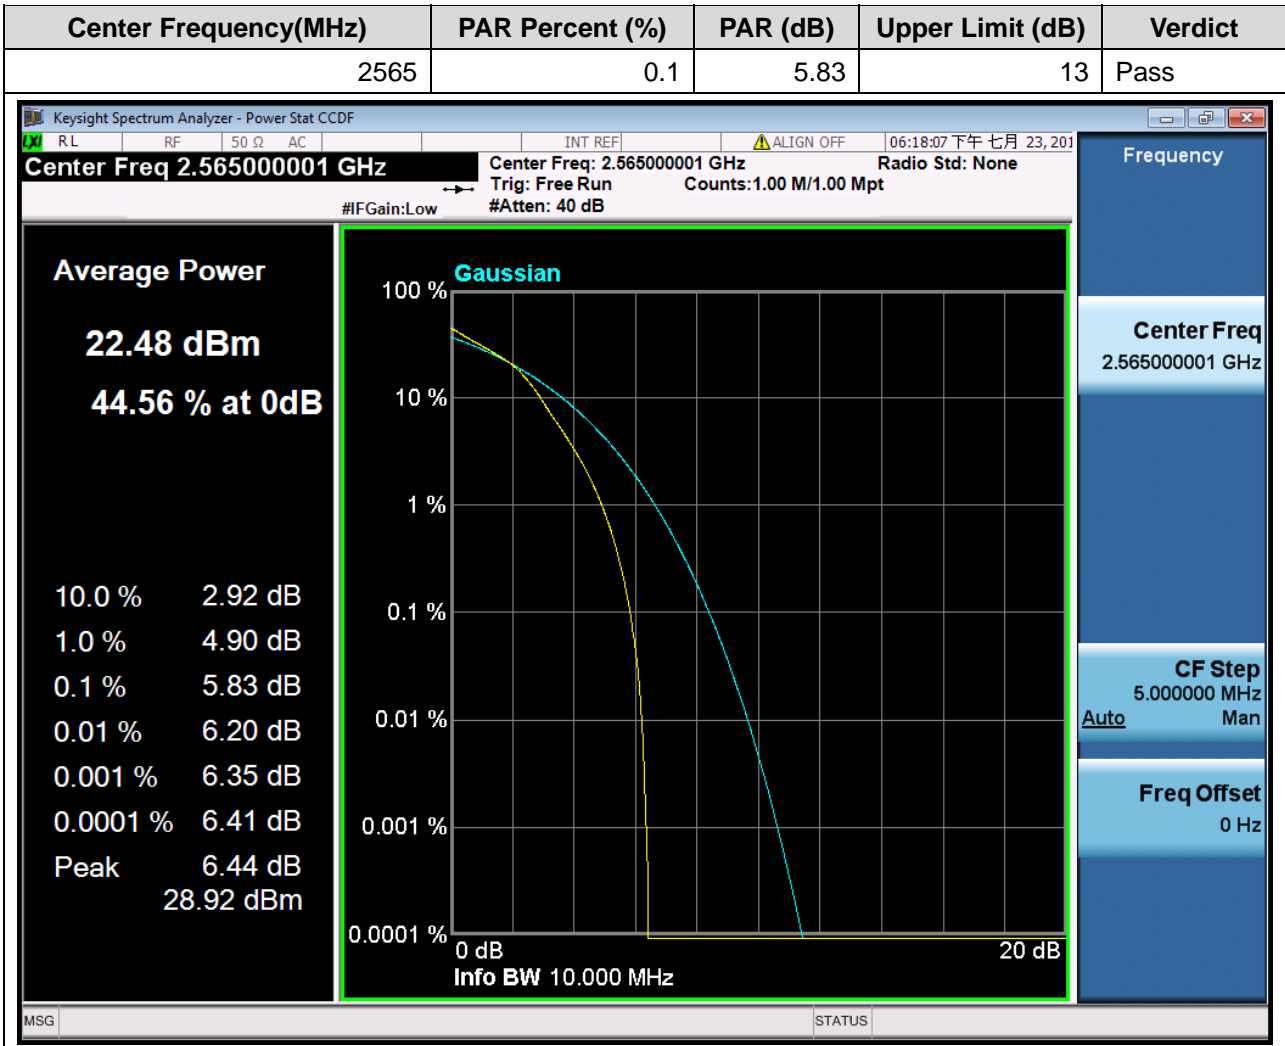 Center Frequency(MHz) PAR Percent (%) PAR (dB) Upper Limit (dB) Verdict
2565 0.1 5.83 13 Pass
Keysight Spectrum Analyzer - Power Stat CCDF
LXI RL RF 50 Ω AC INT REF ALIGN OFF 06:18:07 下午 七月 23, 201
Center Freq 2.565000001 GHz
Center Freq: 2.565000001 GHz Radio Std: None
Trig: Free Run Counts:1.00 M/1.00 Mpt
#IFGain:Low #Atten: 40 dB
Average Power
22.48 dBm
44.56 % at 0dB
10.0 % 2.92 dB
1.0 % 4.90 dB
0.1 % 5.83 dB
0.01 % 6.20 dB
0.001 % 6.35 dB
0.0001 % 6.41 dB
Peak 6.44 dB
28.92 dBm
Gaussian
100 %
10 %
1 %
0.1 %
0.01 %
0.001 %
0.0001 %
0 dB 20 dB
Info BW 10.000 MHz
Frequency
Center Freq
2.565000001 GHz
CF Step
5.000000 MHz
Auto Man
Freq Offset
0 Hz
MSG STATUS